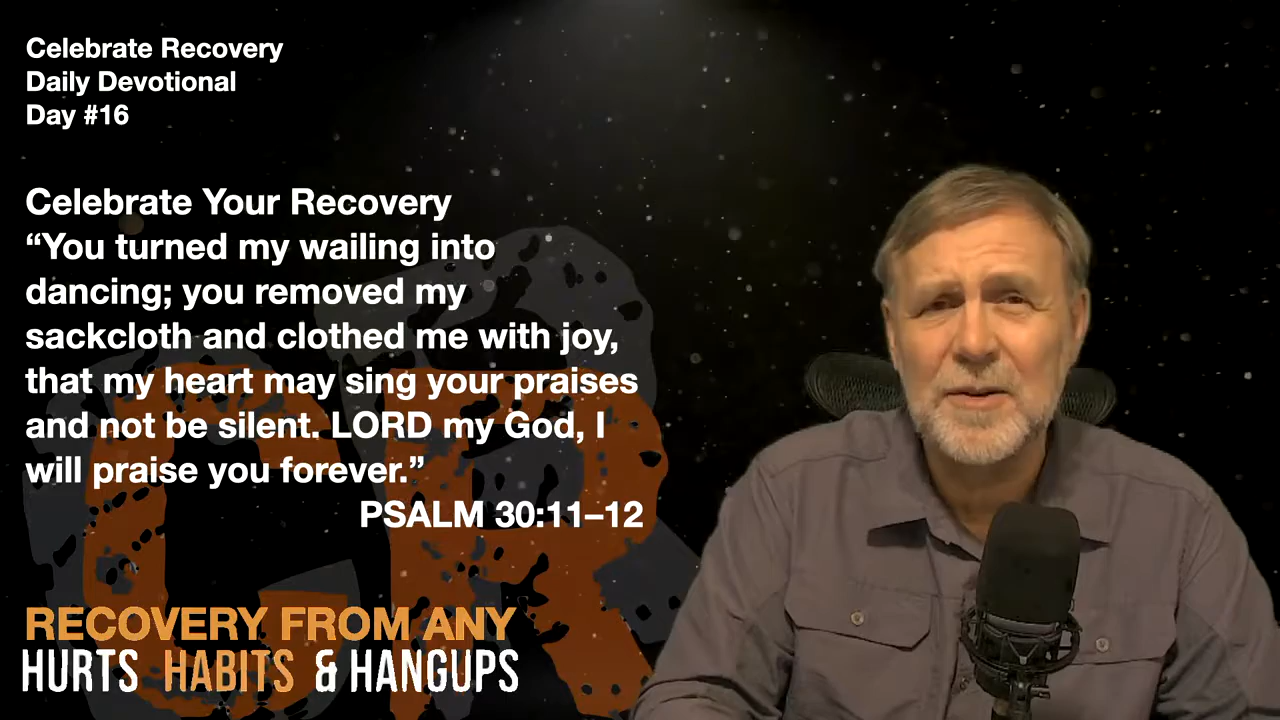 Celebrate Recovery
Daily Devotional
Day #16
Celebrate Your Recovery
“You turned my wailing into
dancing; you removed my
sackcloth and clothed me with joy,
that my heart may sing your praises
and not be silent. LORD my God, I
will praise you forever.”
PSALM 30:11–12
CR
RECOVERY FROM ANY
HURTS HABITS & HANGUPS